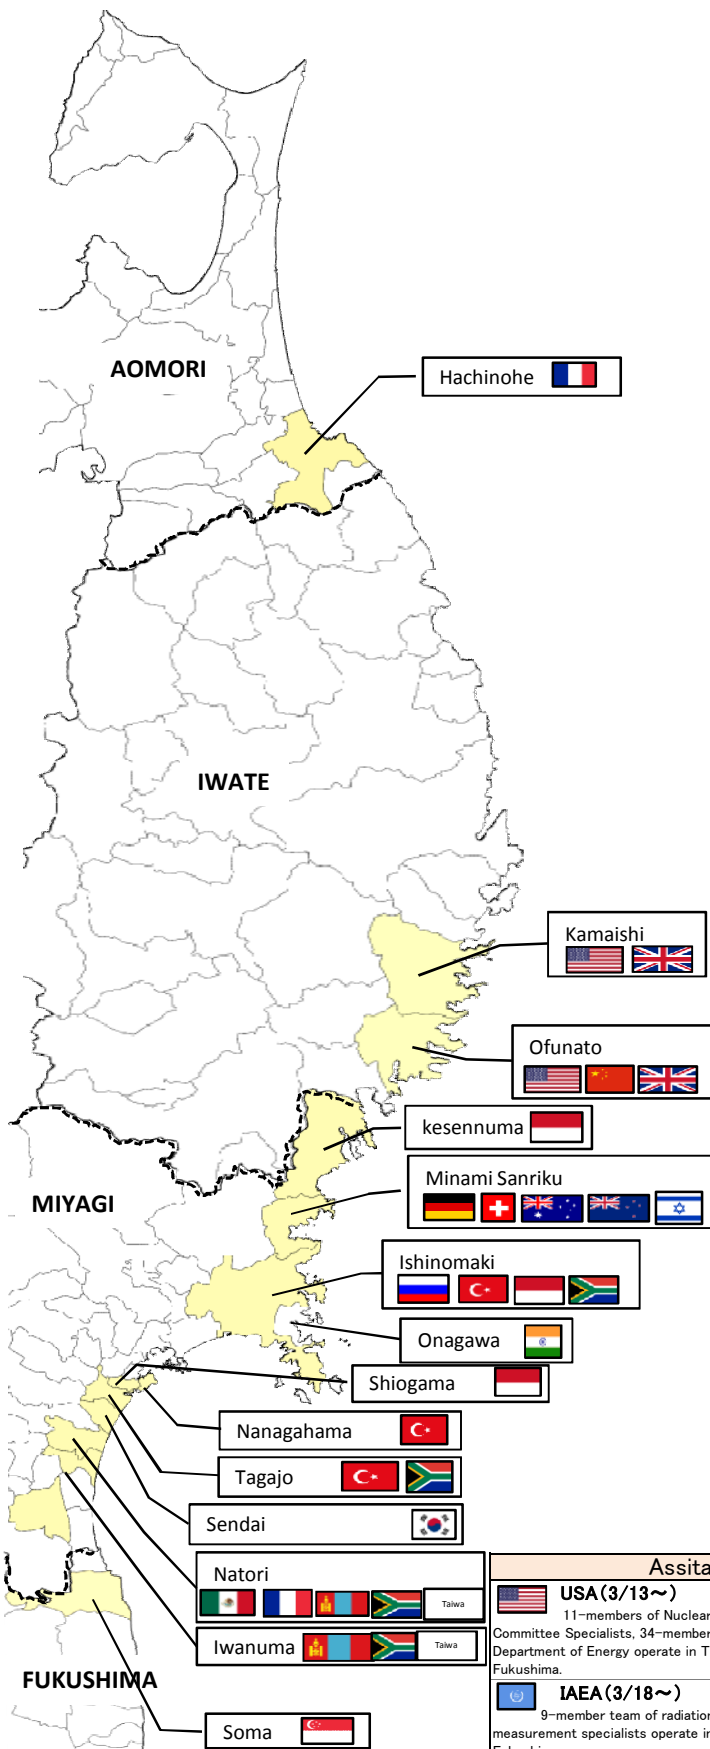 AOMORI
Hachinohe
IWATE
Kamaishi
Ofunato
kesennuma
Minami Sanriku
MIYAGI
Ishinomaki
Onagawa
Shiogama
Nanagahama
Tagajo
Sendai
Natori
Taiwa
Iwanuma
Taiwa
FUKUSHIMA
Soma
Assita
USA(3/13～)
11-members of Nuclear
Committee Specialists, 34-member
Department of Energy operate in T
Fukushima.
IAEA(3/18～)
9-member team of radiation
measurement specialists operate in